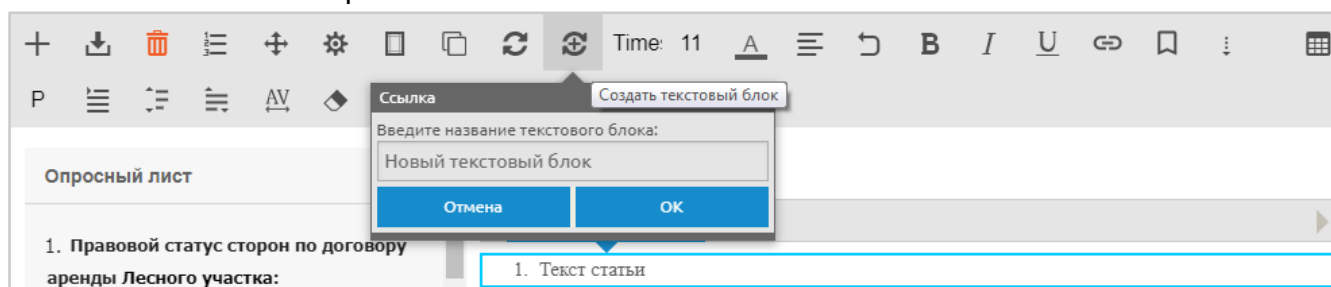 Time: 11 A B I U
P AV
Ссылка
Создать текстовый блок
Введите название текстового блока:
Новый текстовый блок
Отмена OK
Опросный лист
1. Правовой статус сторон по договору
аренды Лесного участка:
1. Текст статьи